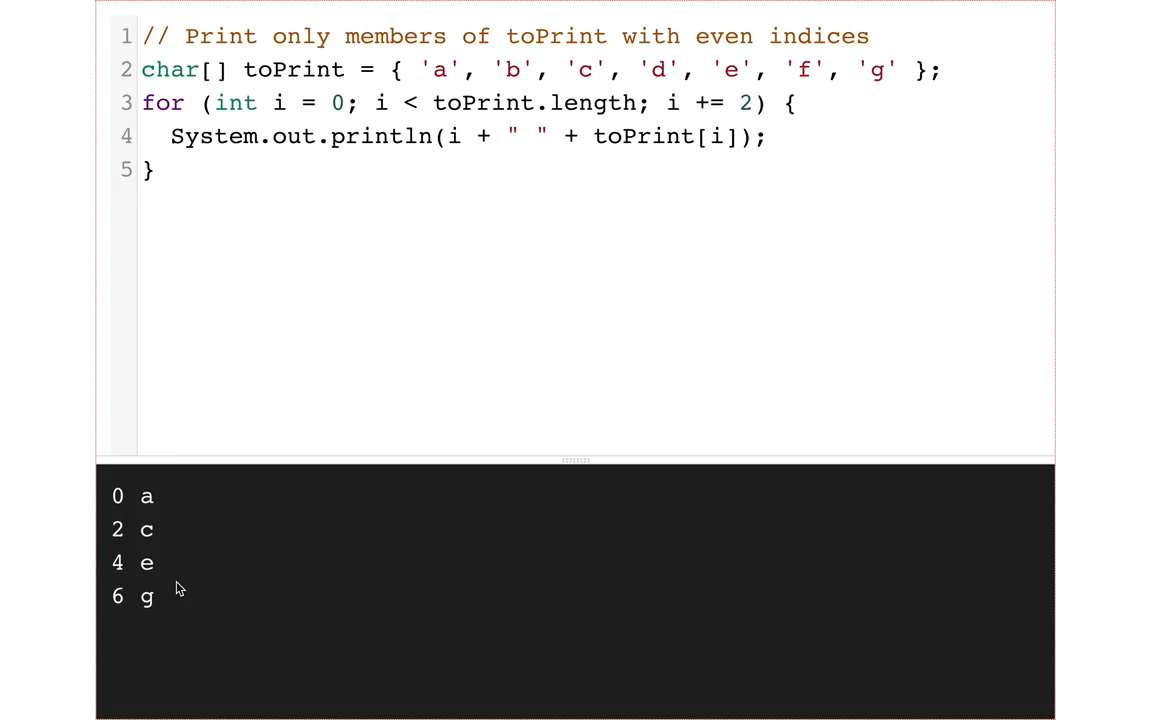 1 // Print only members of toPrint with even indices
2 char[] toPrint = { 'a', 'b', 'c', 'd', 'e', 'f', 'g' };
3 for (int i = 0; i < toPrint.length; i += 2) {
4   System.out.println(i + " " + toPrint[i]);
5 }
0 a
2 c
4 e
6 g